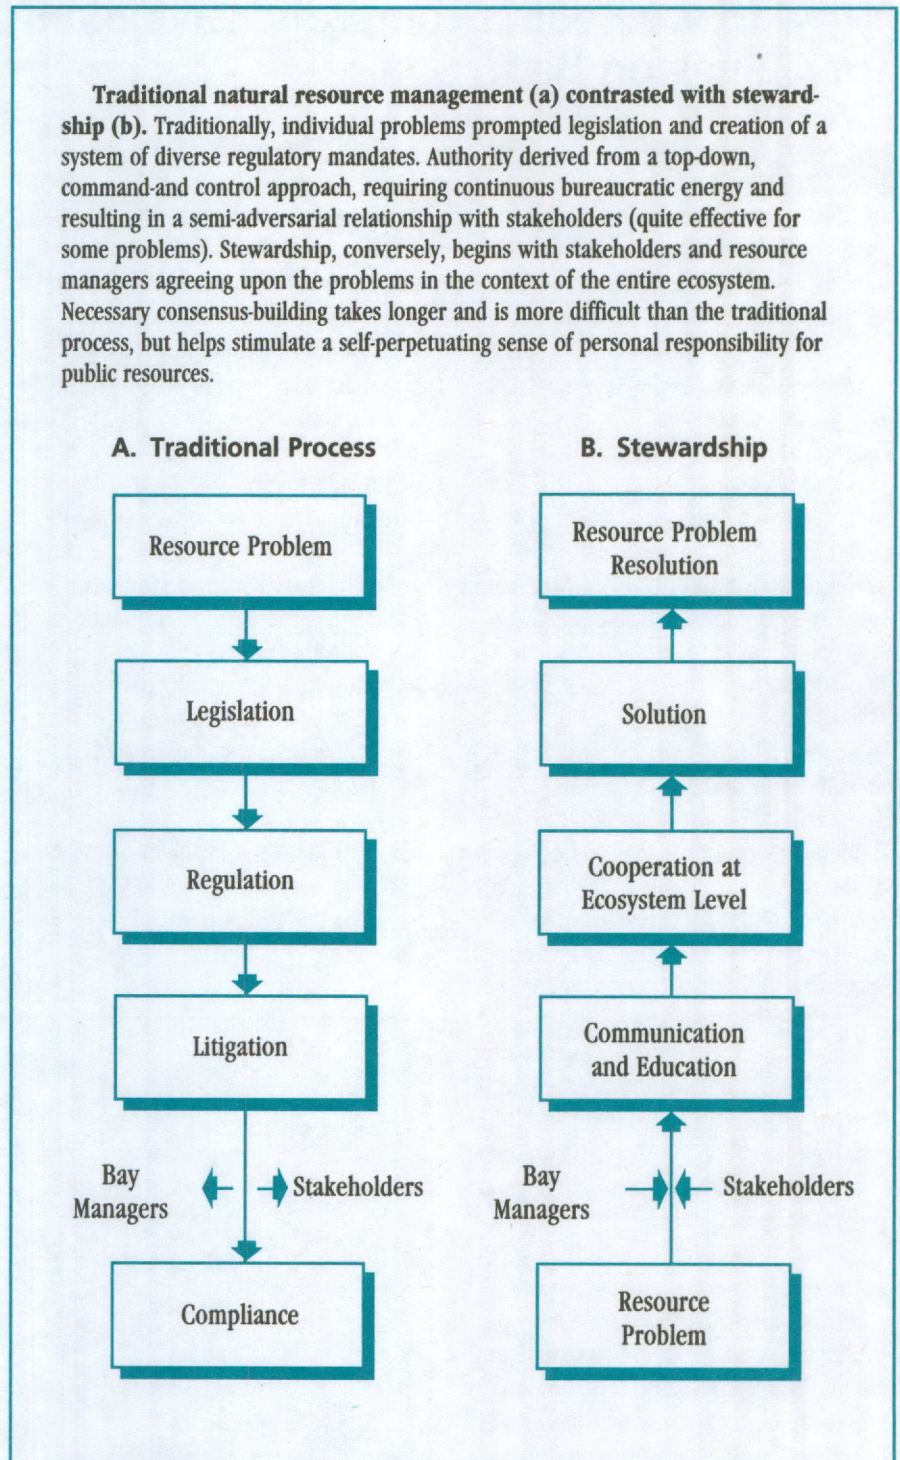 Traditional natural resource management (a) contrasted with steward-
ship (b). Traditionally, individual problems prompted legislation and creation of a
system of diverse regulatory mandates. Authority derived from a top-down,
command-and control approach, requiring continuous bureaucratic energy and
resulting in a semi-adversarial relationship with stakeholders (quite effective for
some problems). Stewardship, conversely, begins with stakeholders and resource
managers agreeing upon the problems in the context of the entire ecosystem.
Necessary consensus-building takes longer and is more difficult than the traditional
process, but helps stimulate a self-perpetuating sense of personal responsibility for
public resources.
A. Traditional Process
Resource Problem
Legislation
Regulation
Litigation
Bay
Managers
Stakeholders
Compliance
B. Stewardship
Resource Problem
Resolution
Solution
Cooperation at
Ecosystem Level
Communication
and Education
Bay
Managers
Stakeholders
Resource
Problem